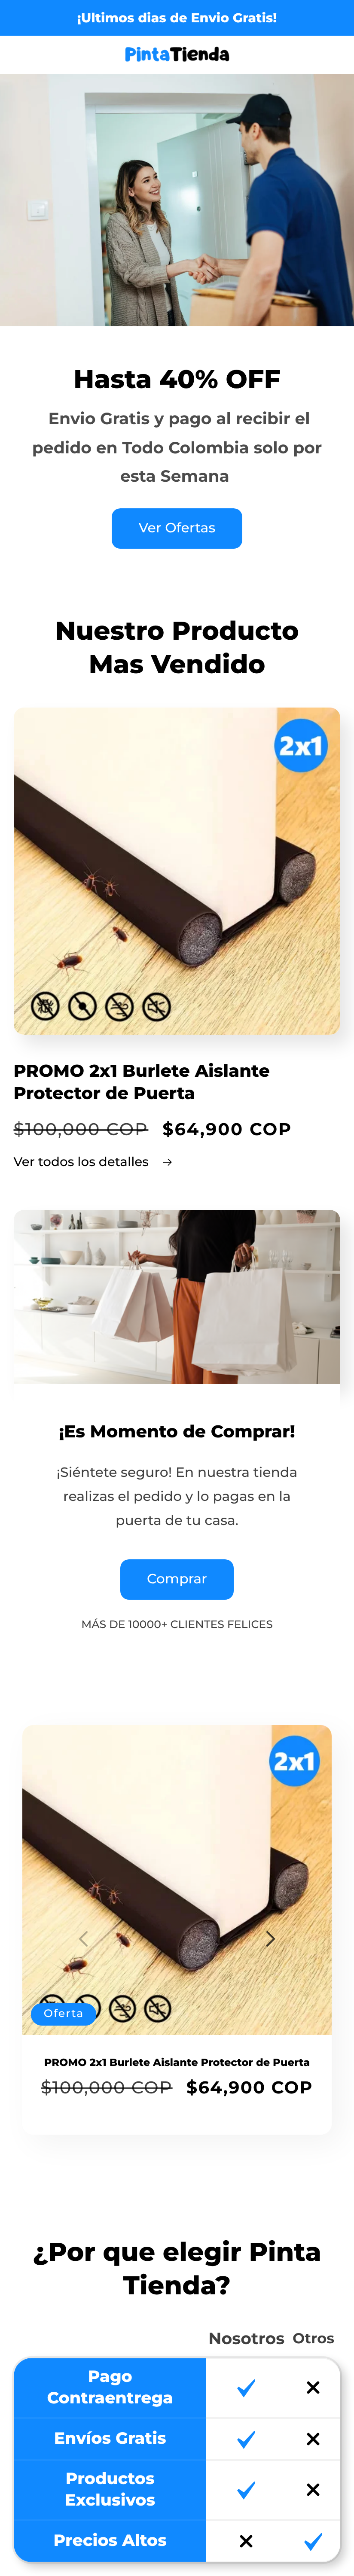 ¡Ultimos dias de Envio Gratis!
PintaTienda
Hasta 40% OFF
Envio Gratis y pago al recibir el
pedido en Todo Colombia solo por
esta Semana
Ver Ofertas
Nuestro Producto
Mas Vendido
2x1
PROMO 2x1 Burlete Aislante
Protector de Puerta
$100,000 COP $64,900 COP
Ver todos los detalles →
¡Es Momento de Comprar!
¡Siéntete seguro! En nuestra tienda
realizas el pedido y lo pagas en la
puerta de tu casa.
Comprar
MÁS DE 10000+ CLIENTES FELICES
2x1
Oferta
PROMO 2x1 Burlete Aislante Protector de Puerta
$100,000 COP $64,900 COP
¿Por que elegir Pinta
Tienda?
Nosotros Otros
Pago
Contraentrega
Envíos Gratis
Productos
Exclusivos
Precios Altos